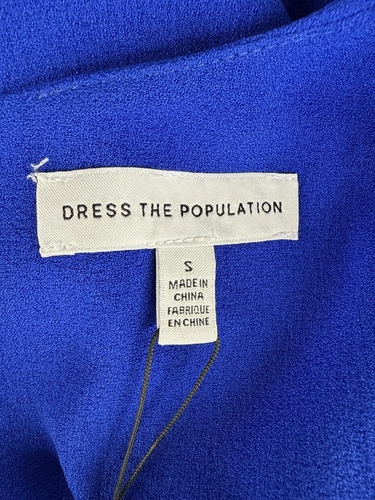 DRESS THE POPULATION
S
MADE IN
CHINA
FABRIQUE
EN CHINE